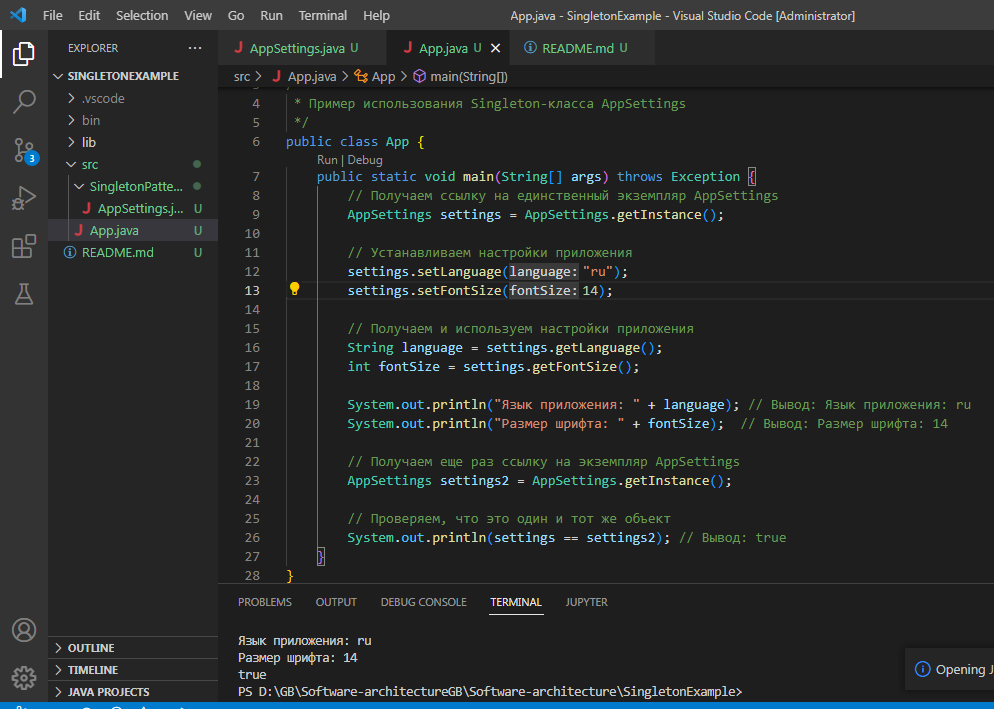 File Edit Selection View Go Run Terminal Help App.java - SingletonExample - Visual Studio Code [Administrator]
EXPLORER ...
SINGLETONEXAMPLE
.vscode
bin
lib
src
SingletonPatte...
AppSettings.j... U
App.java U
README.md U
OUTLINE
TIMELINE
JAVA PROJECTS
3
AppSettings.java U App.java U README.md U
src > App.java > App > main(String[])
4 * Пример использования Singleton-класса AppSettings
5 */
6 public class App {
Run | Debug
7 public static void main(String[] args) throws Exception {
8 // Получаем ссылку на единственный экземпляр AppSettings
9 AppSettings settings = AppSettings.getInstance();
10
11 // Устанавливаем настройки приложения
12 settings.setLanguage(language: "ru");
13 settings.setFontSize(fontSize: 14);
14
15 // Получаем и используем настройки приложения
16 String language = settings.getLanguage();
17 int fontSize = settings.getFontSize();
18
19 System.out.println("Язык приложения: " + language); // Вывод: Язык приложения: ru
20 System.out.println("Размер шрифта: " + fontSize); // Вывод: Размер шрифта: 14
21
22 // Получаем еще раз ссылку на экземпляр AppSettings
23 AppSettings settings2 = AppSettings.getInstance();
24
25 // Проверяем, что это один и тот же объект
26 System.out.println(settings == settings2); // Вывод: true
27 }
28 }
PROBLEMS OUTPUT DEBUG CONSOLE TERMINAL JUPYTER
Язык приложения: ru
Размер шрифта: 14
true
PS D:\GB\Software-architectureGB\Software-architecture\SingletonExample>
Opening J